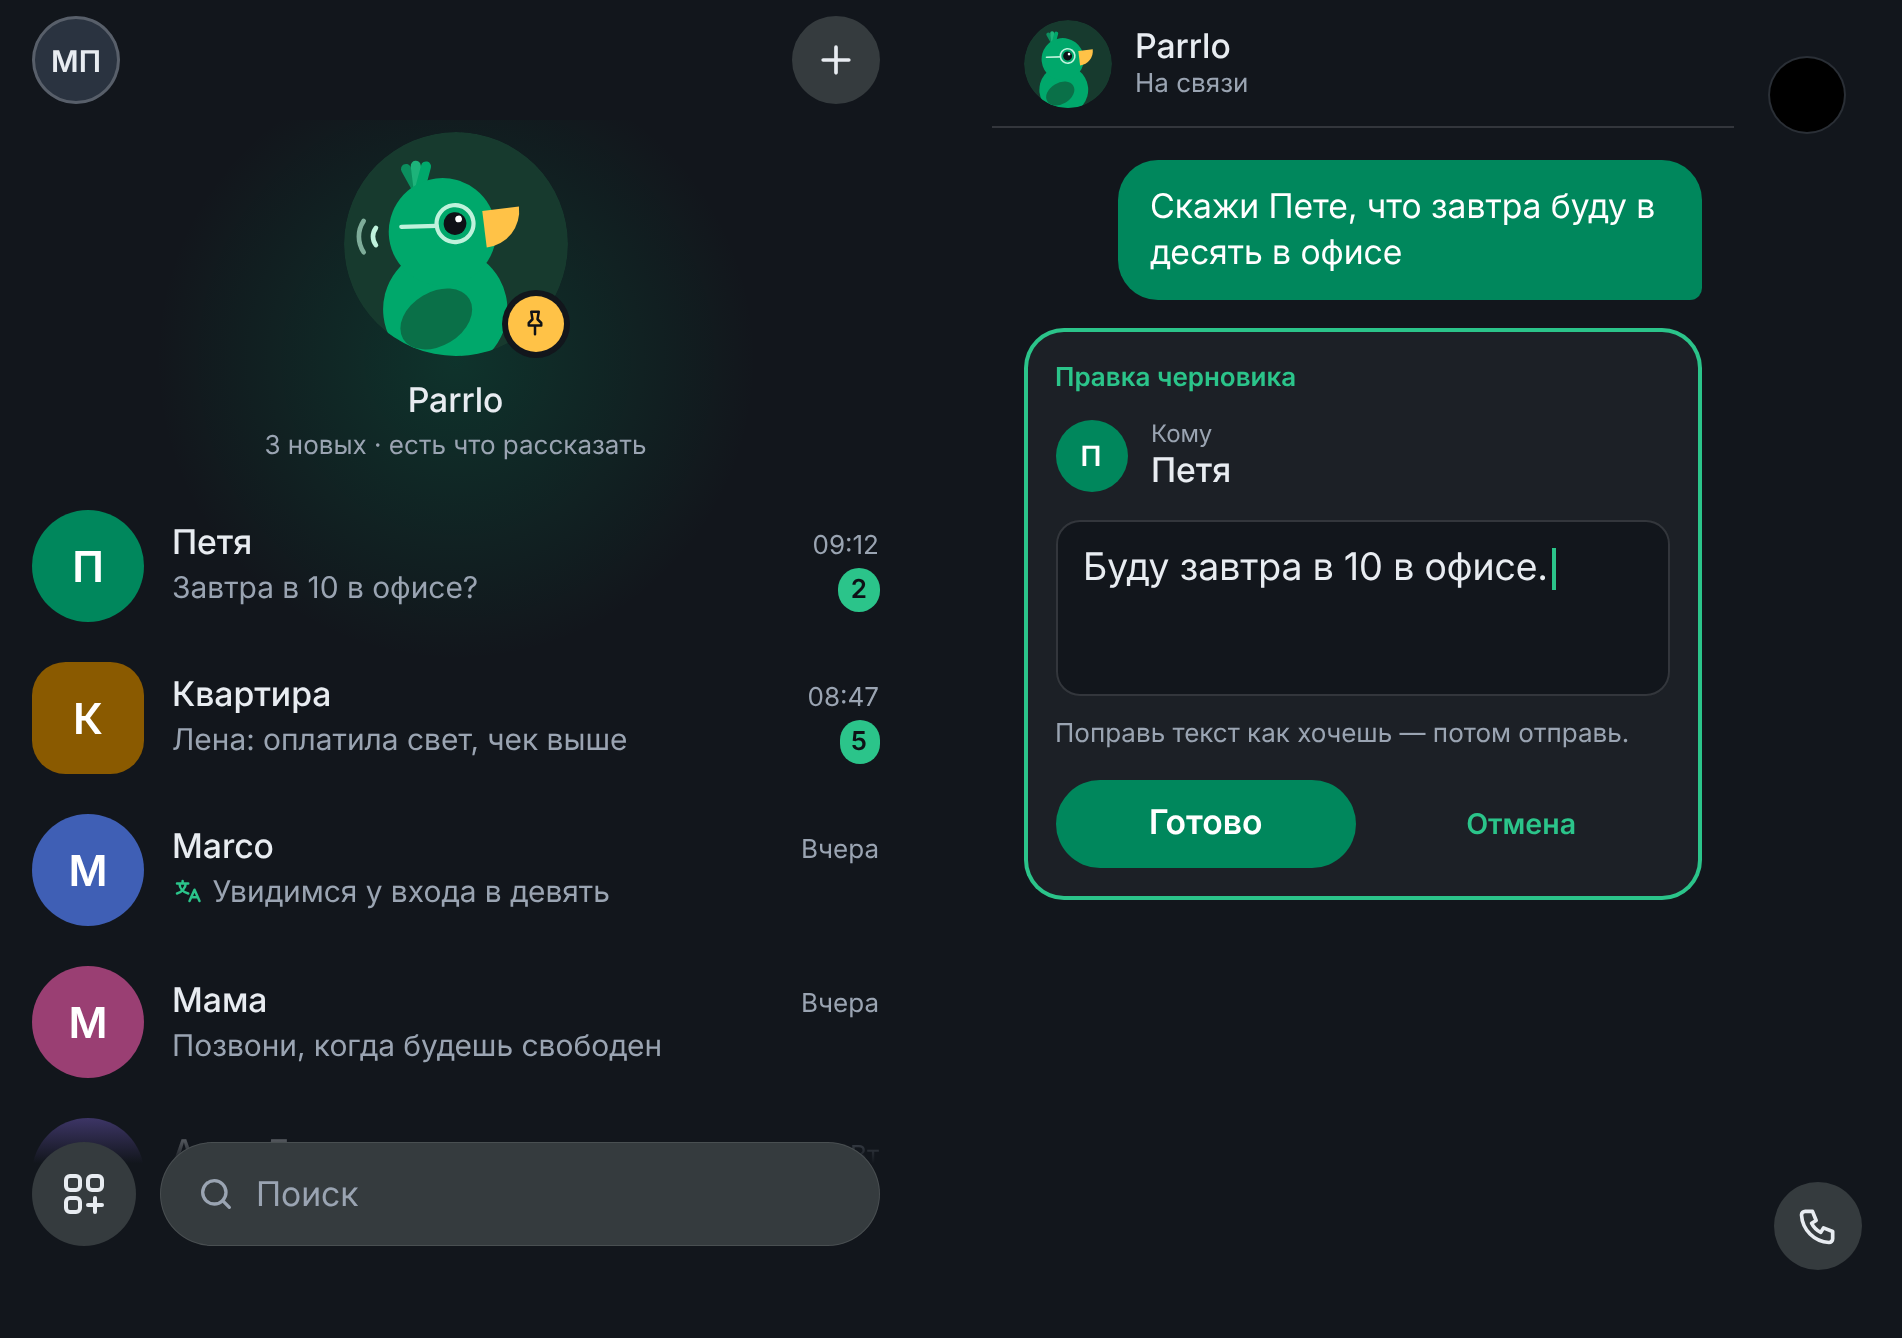 МП
Parrlo
3 новых · есть что рассказать
П
Петя
09:12
Завтра в 10 в офисе?
2
К
Квартира
08:47
Лена: оплатила свет, чек выше
5
M
Marco
Вчера
Увидимся у входа в девять
М
Мама
Вчера
Позвони, когда будешь свободен
Поиск
Parrlo
На связи
Скажи Пете, что завтра буду в
десять в офисе
Правка черновика
П
Кому
Петя
Буду завтра в 10 в офисе.
Поправь текст как хочешь — потом отправь.
Готово
Отмена